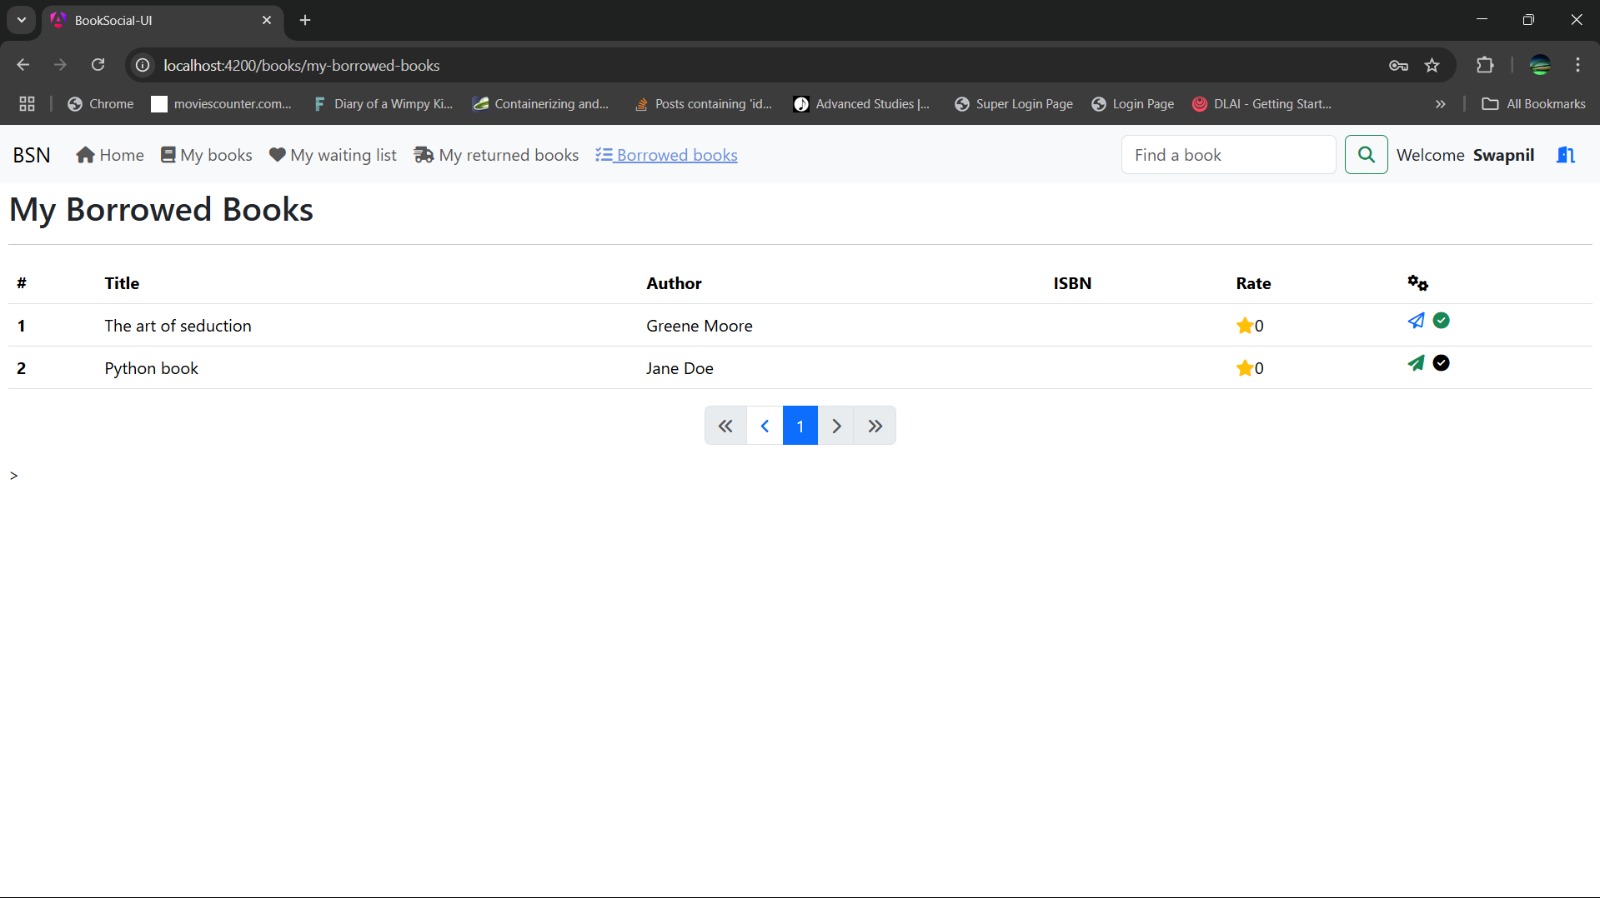 BookSocial-UI
localhost:4200/books/my-borrowed-books
Chrome moviescounter.com... Diary of a Wimpy Ki... Containerizing and... Posts containing 'id... Advanced Studies |... Super Login Page Login Page DLAI - Getting Start... » All Bookmarks
BSN Home My books My waiting list My returned books Borrowed books Find a book Welcome Swapnil
My Borrowed Books
# Title Author ISBN Rate
1 The art of seduction Greene Moore 0
2 Python book Jane Doe 0
« ‹ 1 › »
>